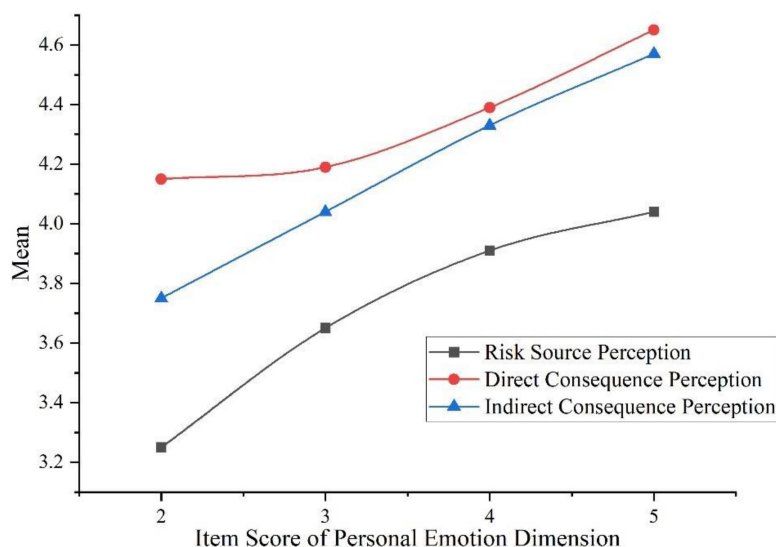 4.6
4.4
4.2
4.0
3.8
3.6
3.4
3.2
Mean
Risk Source Perception
Direct Consequence Perception
Indirect Consequence Perception
2 3 4 5
Item Score of Personal Emotion Dimension